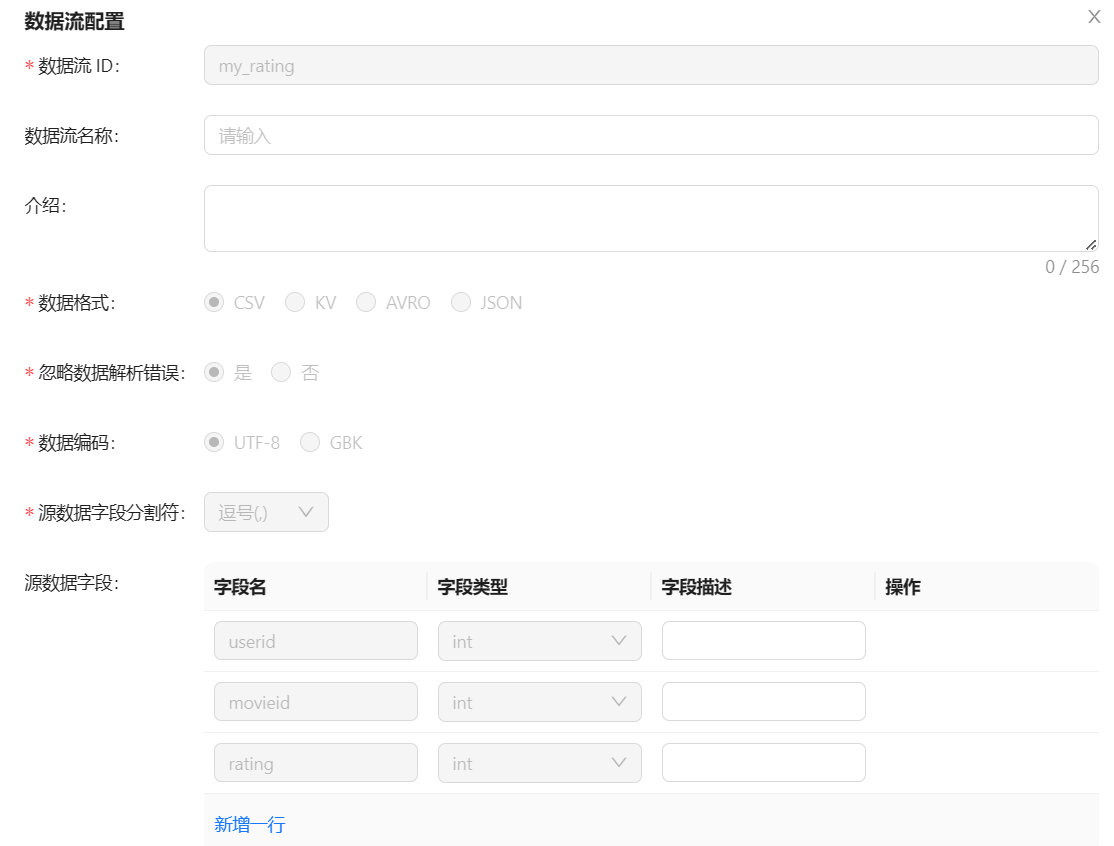 数据流配置
X
* 数据流 ID:
my_rating
数据流名称:
请输入
介绍:
0 / 256
* 数据格式:
CSV KV AVRO JSON
* 忽略数据解析错误:
是 否
* 数据编码:
UTF-8 GBK
* 源数据字段分割符:
逗号(,)
源数据字段:
字段名 字段类型 字段描述 操作
userid int
movieid int
rating int
新增一行